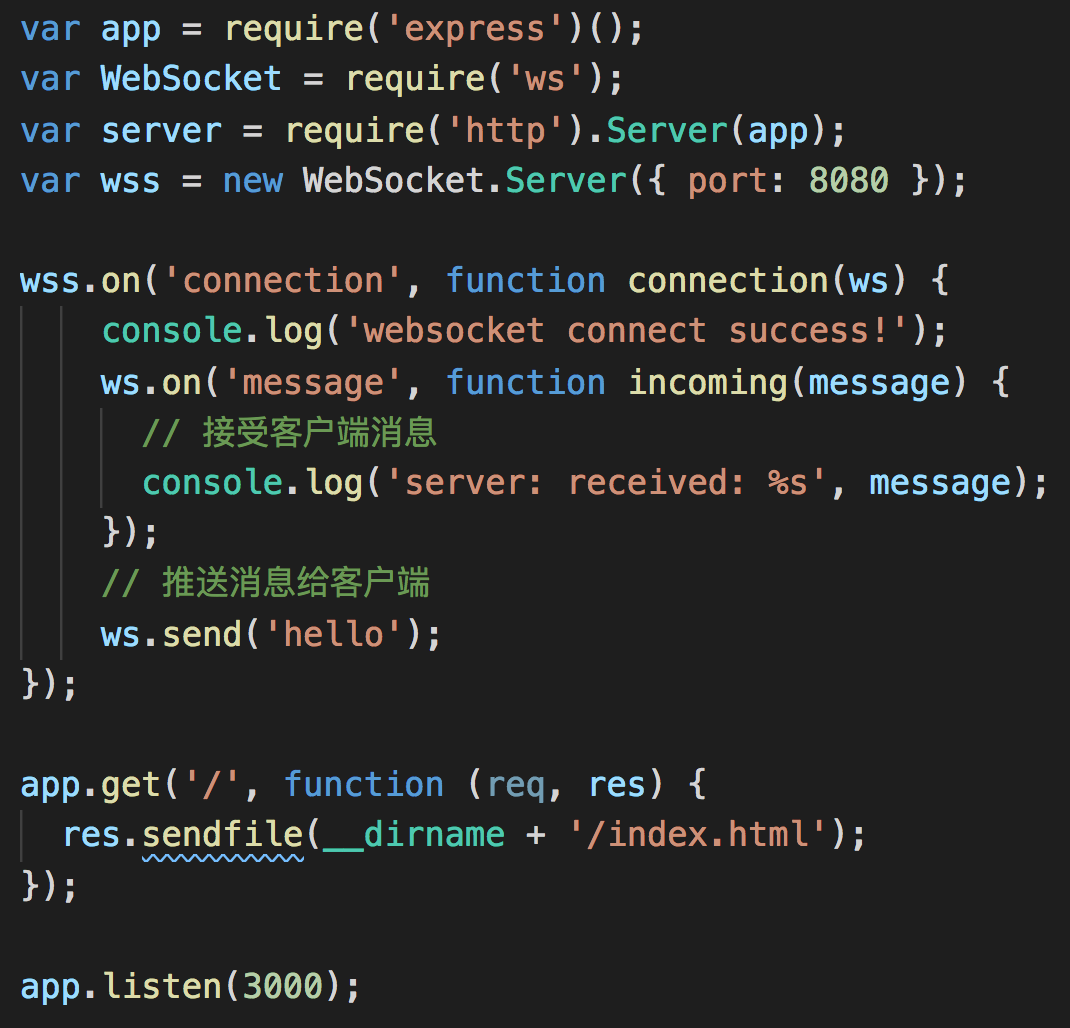 var app = require('express')();
var WebSocket = require('ws');
var server = require('http').Server(app);
var wss = new WebSocket.Server({ port: 8080 });

wss.on('connection', function connection(ws) {
    console.log('websocket connect success!');
    ws.on('message', function incoming(message) {
      // 接受客户端消息
      console.log('server: received: %s', message);
    });
    // 推送消息给客户端
    ws.send('hello');
});

app.get('/', function (req, res) {
  res.sendfile(__dirname + '/index.html');
});

app.listen(3000);